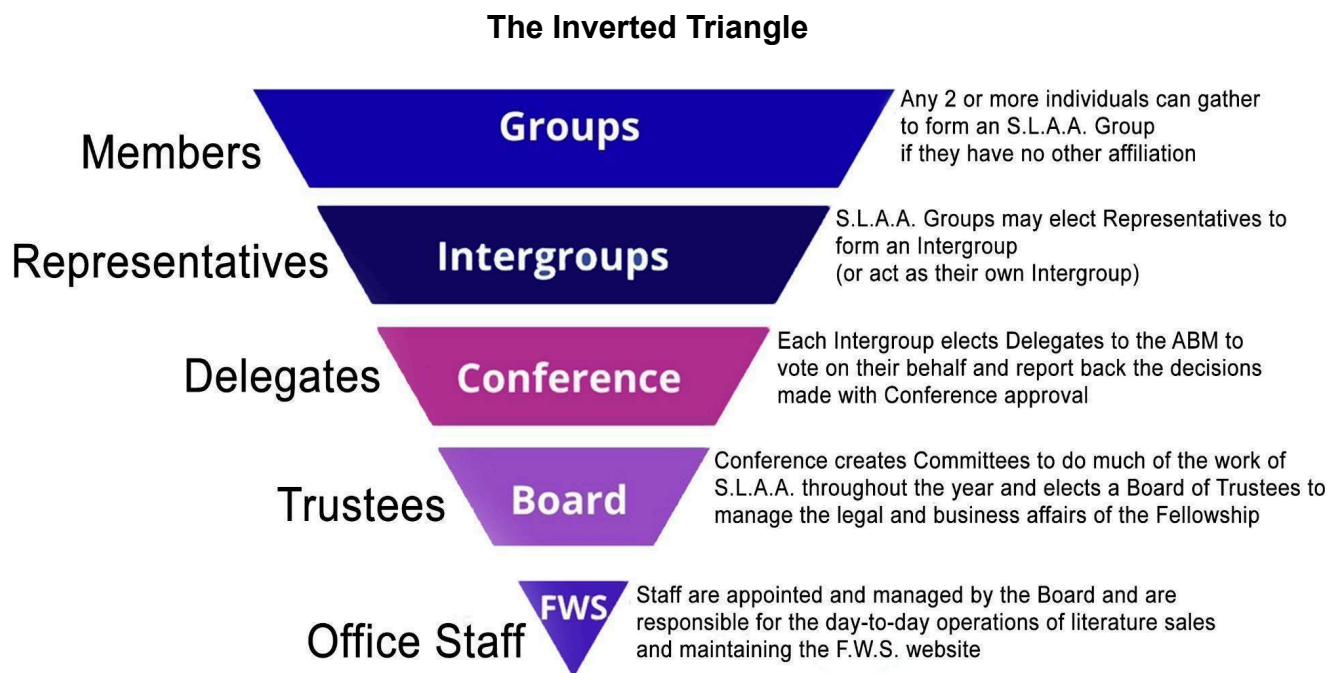 The Inverted Triangle
Members
Groups
Any 2 or more individuals can gather
to form an S.L.A.A. Group
if they have no other affiliation
Representatives
Intergroups
S.L.A.A. Groups may elect Representatives to
form an Intergroup
(or act as their own Intergroup)
Delegates
Conference
Each Intergroup elects Delegates to the ABM to
vote on their behalf and report back the decisions
made with Conference approval
Trustees
Board
Conference creates Committees to do much of the work of
S.L.A.A. throughout the year and elects a Board of Trustees to
manage the legal and business affairs of the Fellowship
Office Staff
FWS
Staff are appointed and managed by the Board and are
responsible for the day-to-day operations of literature sales
and maintaining the F.W.S. website